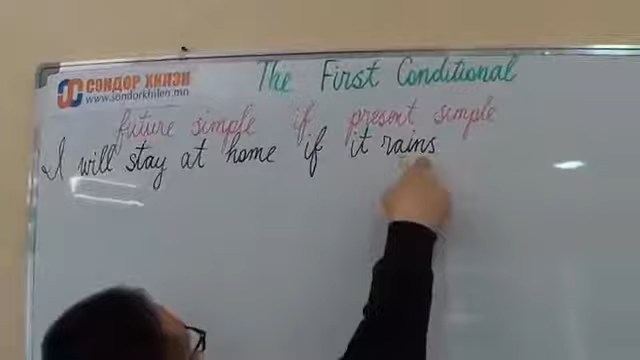 СОНДОР ХИЛЭН
www.sondorkhilen.mn
The First Conditional
future simple if present simple
I will stay at home if it rains